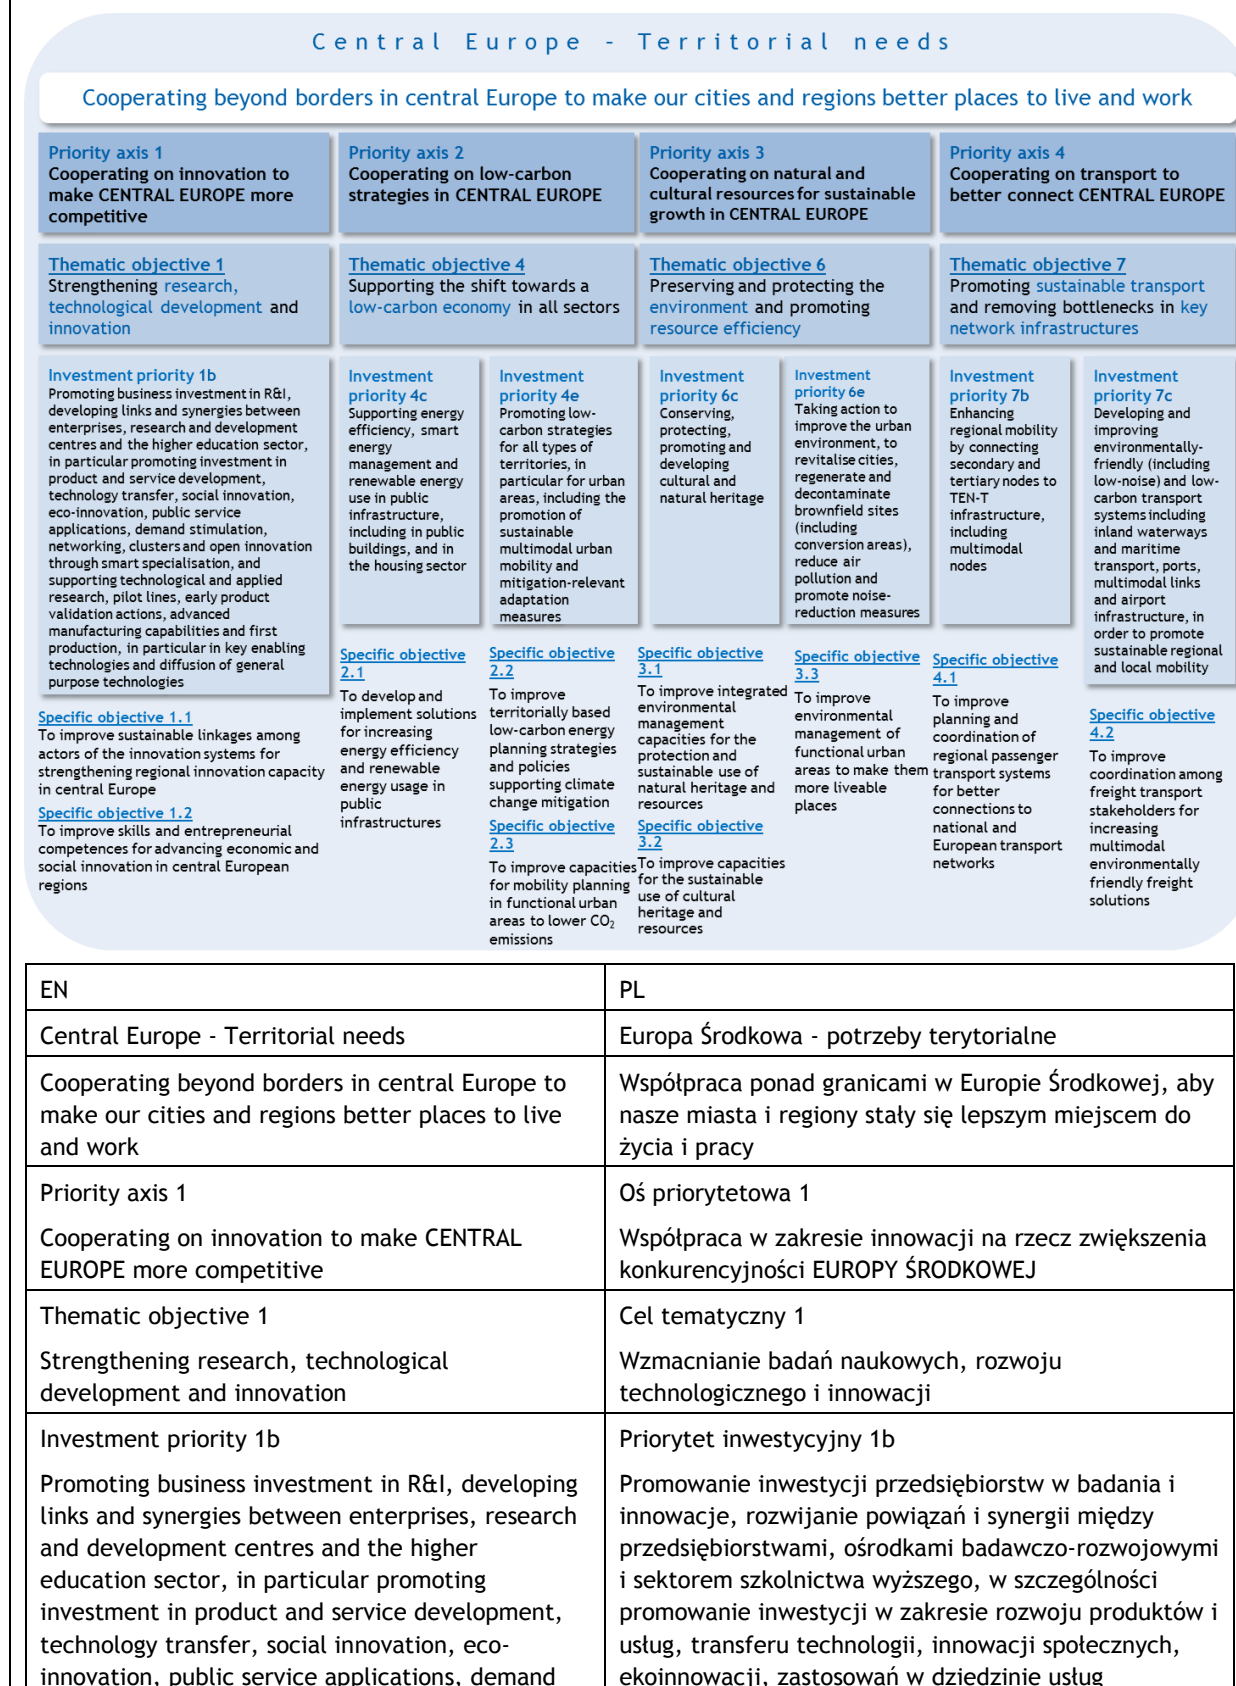 Central Europe – Territorial needs
Cooperating beyond borders in central Europe to make our cities and regions better places to live and work
Priority axis 1
Cooperating on innovation to
make CENTRAL EUROPE more
competitive
Priority axis 2
Cooperating on low-carbon
strategies in CENTRAL EUROPE
Priority axis 3
Cooperating on natural and
cultural resources for sustainable
growth in CENTRAL EUROPE
Priority axis 4
Cooperating on transport to
better connect CENTRAL EUROPE
Thematic objective 1
Strengthening research,
technological development and
innovation
Thematic objective 4
Supporting the shift towards a
low-carbon economy in all sectors
Thematic objective 6
Preserving and protecting the
environment and promoting
resource efficiency
Thematic objective 7
Promoting sustainable transport
and removing bottlenecks in key
network infrastructures
Investment priority 1b
Promoting business investment in R&I,
developing links and synergies between
enterprises, research and development
centres and the higher education sector,
in particular promoting investment in
product and service development,
technology transfer, social innovation,
eco-innovation, public service
applications, demand stimulation,
networking, clusters and open innovation
through smart specialisation, and
supporting technological and applied
research, pilot lines, early product
validation actions, advanced
manufacturing capabilities and first
production, in particular in key enabling
technologies and diffusion of general
purpose technologies
Investment
priority 4c
Supporting energy
efficiency, smart
energy
management and
renewable energy
use in public
infrastructure,
including in public
buildings, and in
the housing sector
Investment
priority 4e
Promoting low-
carbon strategies
for all types of
territories, in
particular for urban
areas, including the
promotion of
sustainable
multimodal urban
mobility and
mitigation-relevant
adaptation
measures
Investment
priority 6c
Conserving,
protecting,
promoting and
developing
cultural and
natural heritage
Investment
priority 6e
Taking action to
improve the urban
environment, to
revitalise cities,
regenerate and
decontaminate
brownfield sites
(including
conversion areas),
reduce air
pollution and
promote noise-
reduction measures
Investment
priority 7b
Enhancing
regional mobility
by connecting
secondary and
tertiary nodes to
TEN-T
infrastructure,
including
multimodal
nodes
Investment
priority 7c
Developing and
improving
environmentally-
friendly (including
low-noise) and low-
carbon transport
systems including
inland waterways
and maritime
transport, ports,
multimodal links
and airport
infrastructure, in
order to promote
sustainable regional
and local mobility
Specific objective 1.1
To improve sustainable linkages among
actors of the innovation systems for
strengthening regional innovation capacity
in central Europe
Specific objective 1.2
To improve skills and entrepreneurial
competences for advancing economic and
social innovation in central European
regions
Specific objective
2.1
To develop and
implement solutions
for increasing
energy efficiency
and renewable
energy usage in
public
infrastructures
Specific objective
2.2
To improve
territorially based
low-carbon energy
planning strategies
and policies
supporting climate
change mitigation
Specific objective
2.3
To improve capacities
for mobility planning
in functional urban
areas to lower CO₂
emissions
Specific objective
3.1
To improve integrated
environmental
management
capacities for the
protection and
sustainable use of
natural heritage and
resources
Specific objective
3.2
To improve capacities
for the sustainable
use of cultural
heritage and
resources
Specific objective
3.3
To improve
environmental
management of
functional urban
areas to make them
more liveable
places
Specific objective
4.1
To improve
planning and
coordination of
regional passenger
transport systems
for better
connections to
national and
European transport
networks
Specific objective
4.2
To improve
coordination among
freight transport
stakeholders for
increasing
multimodal
environmentally
friendly freight
solutions
EN
PL
Central Europe - Territorial needs
Europa Środkowa - potrzeby terytorialne
Cooperating beyond borders in central Europe to
make our cities and regions better places to live
and work
Współpraca ponad granicami w Europie Środkowej, aby
nasze miasta i regiony stały się lepszym miejscem do
życia i pracy
Priority axis 1
Cooperating on innovation to make CENTRAL
EUROPE more competitive
Oś priorytetowa 1
Współpraca w zakresie innowacji na rzecz zwiększenia
konkurencyjności EUROPY ŚRODKOWEJ
Thematic objective 1
Strengthening research, technological
development and innovation
Cel tematyczny 1
Wzmacnianie badań naukowych, rozwoju
technologicznego i innowacji
Investment priority 1b
Promoting business investment in R&I, developing
links and synergies between enterprises, research
and development centres and the higher
education sector, in particular promoting
investment in product and service development,
technology transfer, social innovation, eco-
innovation, public service applications, demand
Priorytet inwestycyjny 1b
Promowanie inwestycji przedsiębiorstw w badania i
innowacje, rozwijanie powiązań i synergii między
przedsiębiorstwami, ośrodkami badawczo-rozwojowymi
i sektorem szkolnictwa wyższego, w szczególności
promowanie inwestycji w zakresie rozwoju produktów i
usług, transferu technologii, innowacji społecznych,
ekoinnowacji, zastosowań w dziedzinie usług